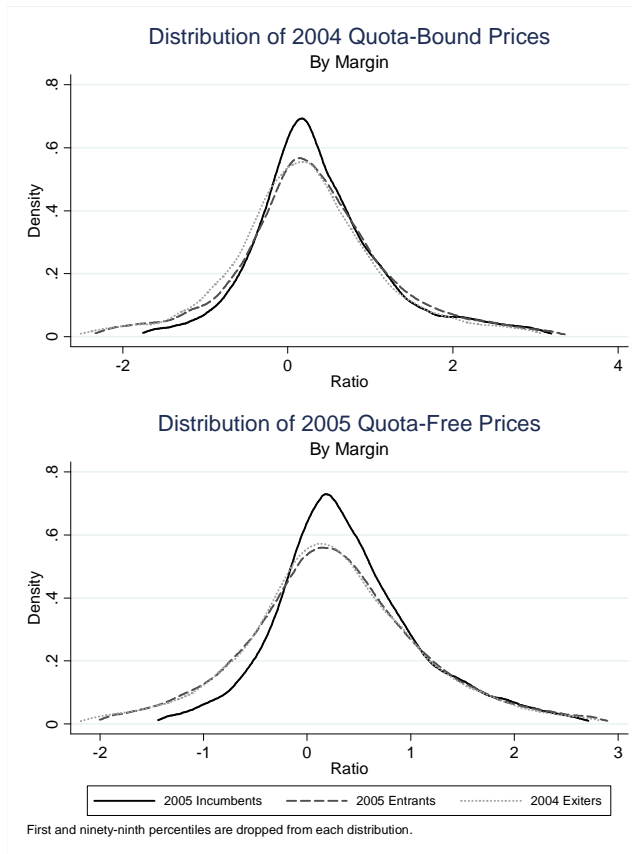 Distribution of 2004 Quota-Bound Prices
By Margin
.8
.6
.4
.2
0
Density
-2 0 2 4
Ratio
Distribution of 2005 Quota-Free Prices
By Margin
.8
.6
.4
.2
0
Density
-2 -1 0 1 2 3
Ratio
2005 Incumbents 2005 Entrants 2004 Exiters
First and ninety-ninth percentiles are dropped from each distribution.